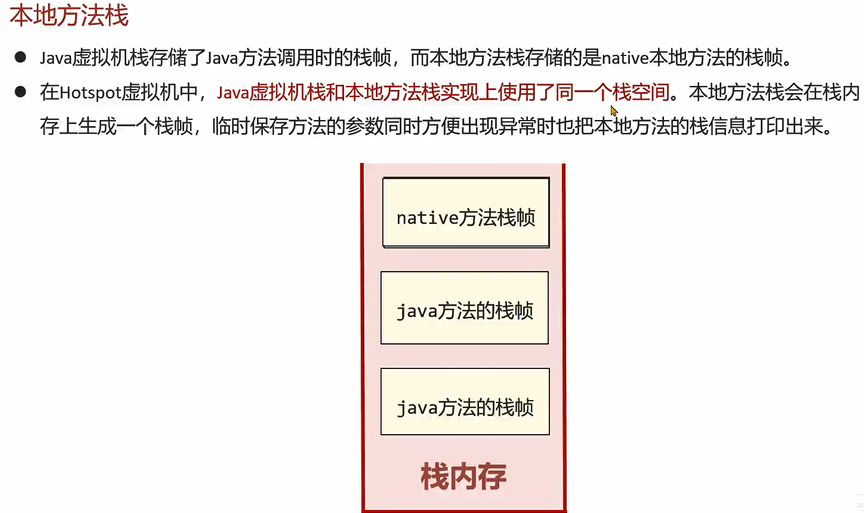 本地方法栈
Java虚拟机栈存储了Java方法调用时的栈帧，而本地方法栈存储的是native本地方法的栈帧。
在Hotspot虚拟机中，Java虚拟机栈和本地方法栈实现上使用了同一个栈空间。本地方法栈会在栈内
存上生成一个栈帧，临时保存方法的参数同时方便出现异常时也把本地方法的栈信息打印出来。
native方法栈帧
java方法的栈帧
java方法的栈帧
栈内存